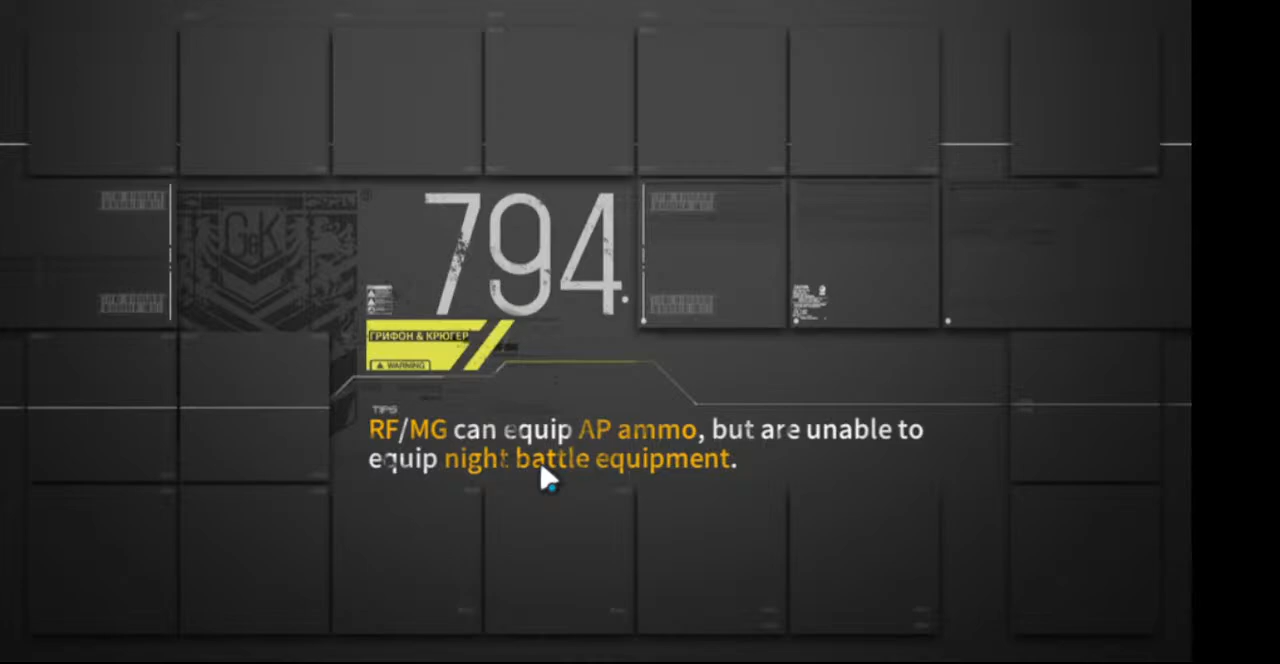 G&K
794.
ГРИФОН & КРЮГЕР
WARNING
TIPS
RF/MG can equip AP ammo, but are unable to
equip night battle equipment.